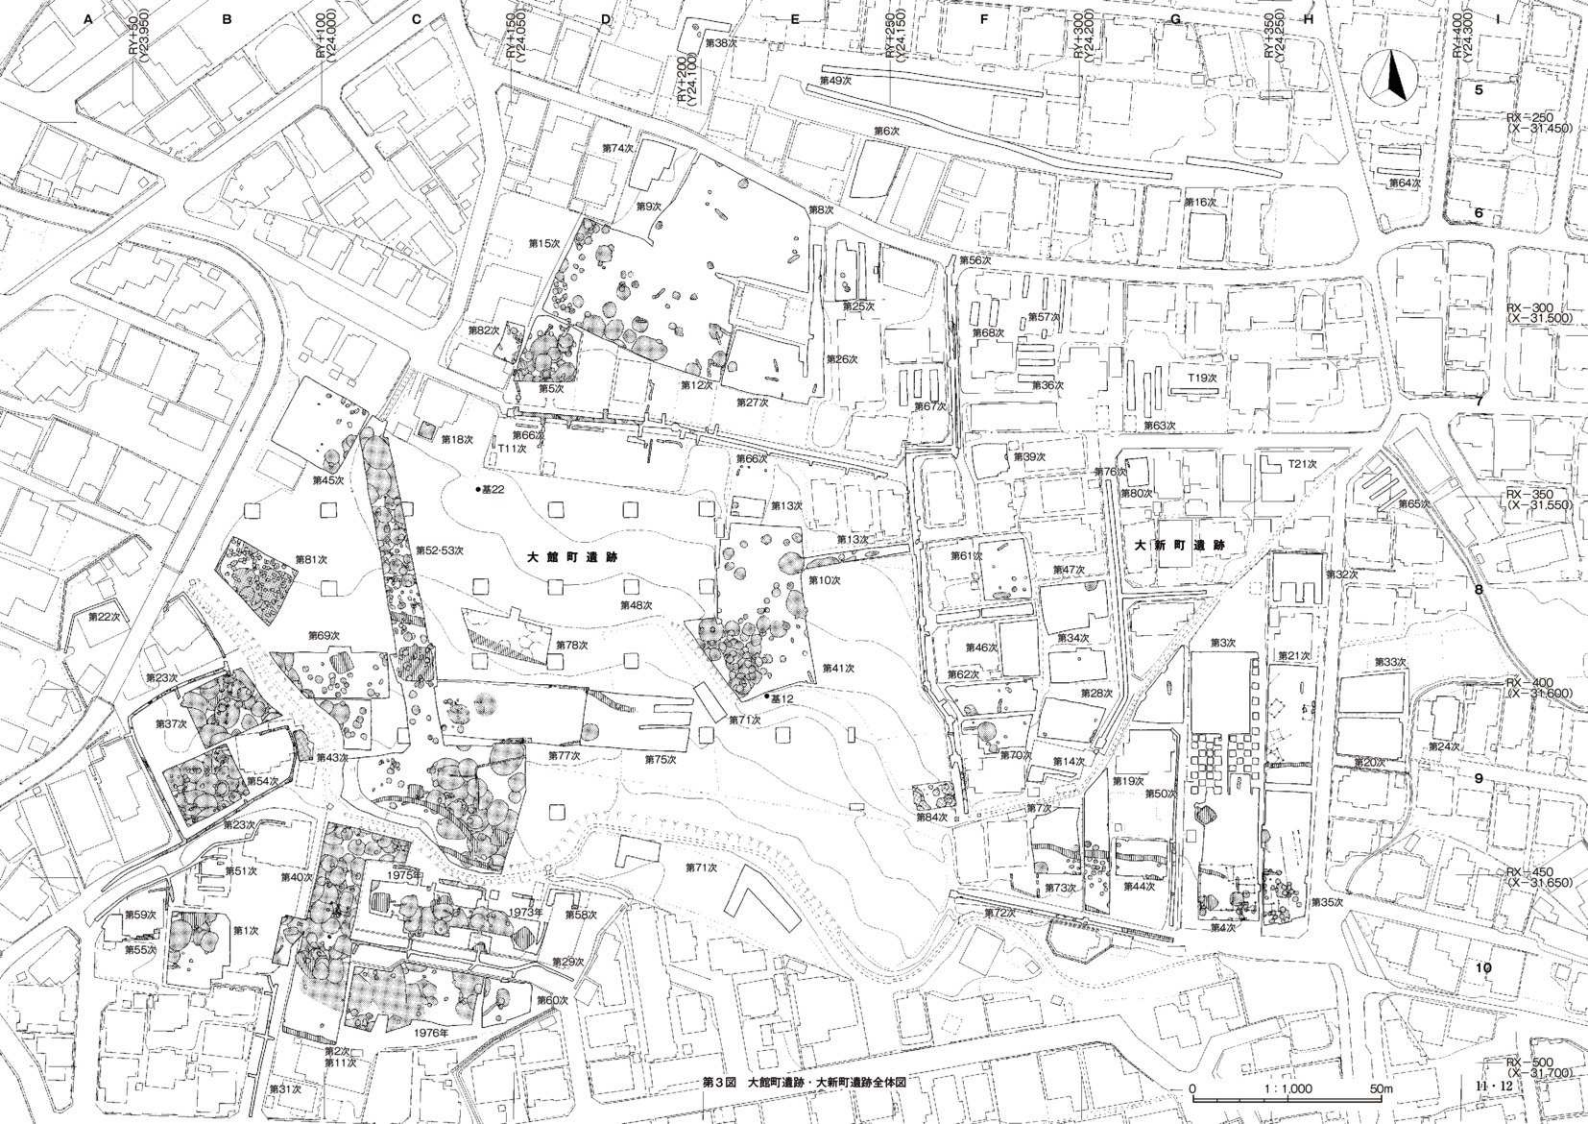 A
B
C
D
E
F
G
H
I
RY+50
(Y23.950)
RY+100
(Y24.000)
RY+150
(Y24.050)
RY+200
(Y24.100)
RY+250
(Y24.150)
RY+300
(Y24.200)
RY+350
(Y24.250)
RY+400
(Y24.300)
第38次
第49次
5
RX-250
(X-31.450)
第6次
第74次
第64次
第9次
第8次
第16次
6
第15次
第56次
第25次
RX-300
(X-31.500)
第57次
第82次
第68次
第26次
第5次
第12次
第36次
T19次
第27次
第67次
7
第63次
第18次
第66次
T11次
第66次
第39次
第76次
T21次
第45次
基22
第80次
RX-350
(X-31.550)
第13次
第65次
第81次
第52・53次
大館町遺跡
第13次
第61次
大新町遺跡
第10次
第47次
第32次
第48次
8
第22次
第69次
第78次
第46次
第34次
第3次
第41次
第21次
第23次
第62次
第33次
第28次
RX-400
(X-31.600)
基12
第37次
第71次
第43次
第77次
第75次
第70次
第14次
第24次
第54次
第20次
第19次
9
第50次
第7次
第23次
第84次
第51次
第40次
1975年
第71次
RX-450
(X-31.650)
第73次
第44次
第59次
1973年
第58次
第72次
第35次
第1次
第4次
第55次
第29次
10
第60次
1976年
第2次
第11次
RX-500
(X-31.700)
第31次
第3図 大館町遺跡・大新町遺跡全体図
0 1:1,000 50m
11・12